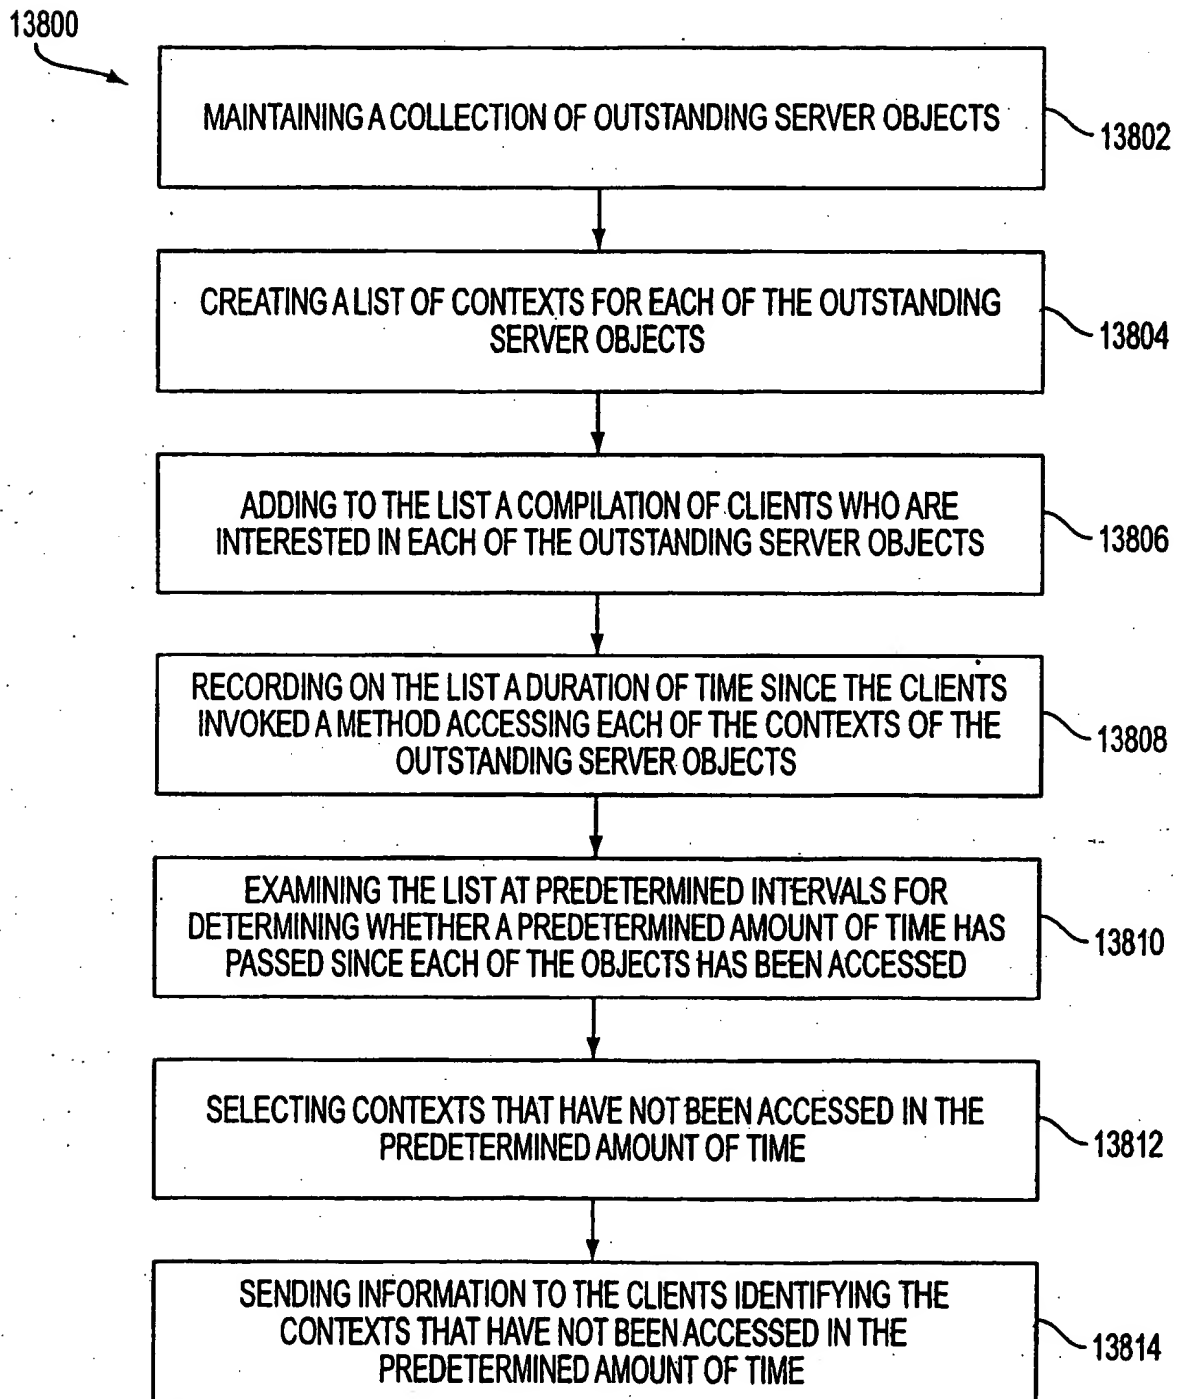 13800
MAINTAINING A COLLECTION OF OUTSTANDING SERVER OBJECTS
13802
CREATING A LIST OF CONTEXTS FOR EACH OF THE OUTSTANDING
SERVER OBJECTS
13804
ADDING TO THE LIST A COMPILATION OF CLIENTS WHO ARE
INTERESTED IN EACH OF THE OUTSTANDING SERVER OBJECTS
13806
RECORDING ON THE LIST A DURATION OF TIME SINCE THE CLIENTS
INVOKED A METHOD ACCESSING EACH OF THE CONTEXTS OF THE
OUTSTANDING SERVER OBJECTS
13808
EXAMINING THE LIST AT PREDETERMINED INTERVALS FOR
DETERMINING WHETHER A PREDETERMINED AMOUNT OF TIME HAS
PASSED SINCE EACH OF THE OBJECTS HAS BEEN ACCESSED
13810
SELECTING CONTEXTS THAT HAVE NOT BEEN ACCESSED IN THE
PREDETERMINED AMOUNT OF TIME
13812
SENDING INFORMATION TO THE CLIENTS IDENTIFYING THE
CONTEXTS THAT HAVE NOT BEEN ACCESSED IN THE
PREDETERMINED AMOUNT OF TIME
13814